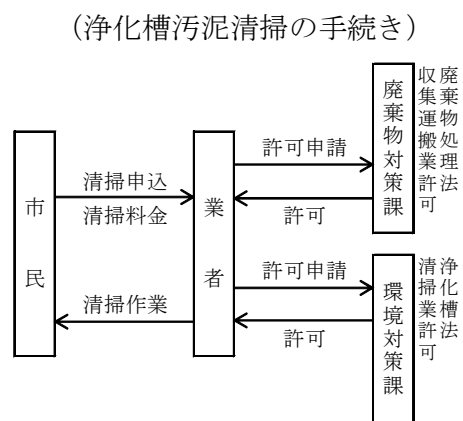 （浄化槽汚泥清掃の手続き）
市民
清掃申込
清掃料金
清掃作業
業者
許可申請
許可
許可申請
許可
廃棄物対策課
廃棄物処理法
収集運搬業許可
環境対策課
浄化槽法
清掃業許可